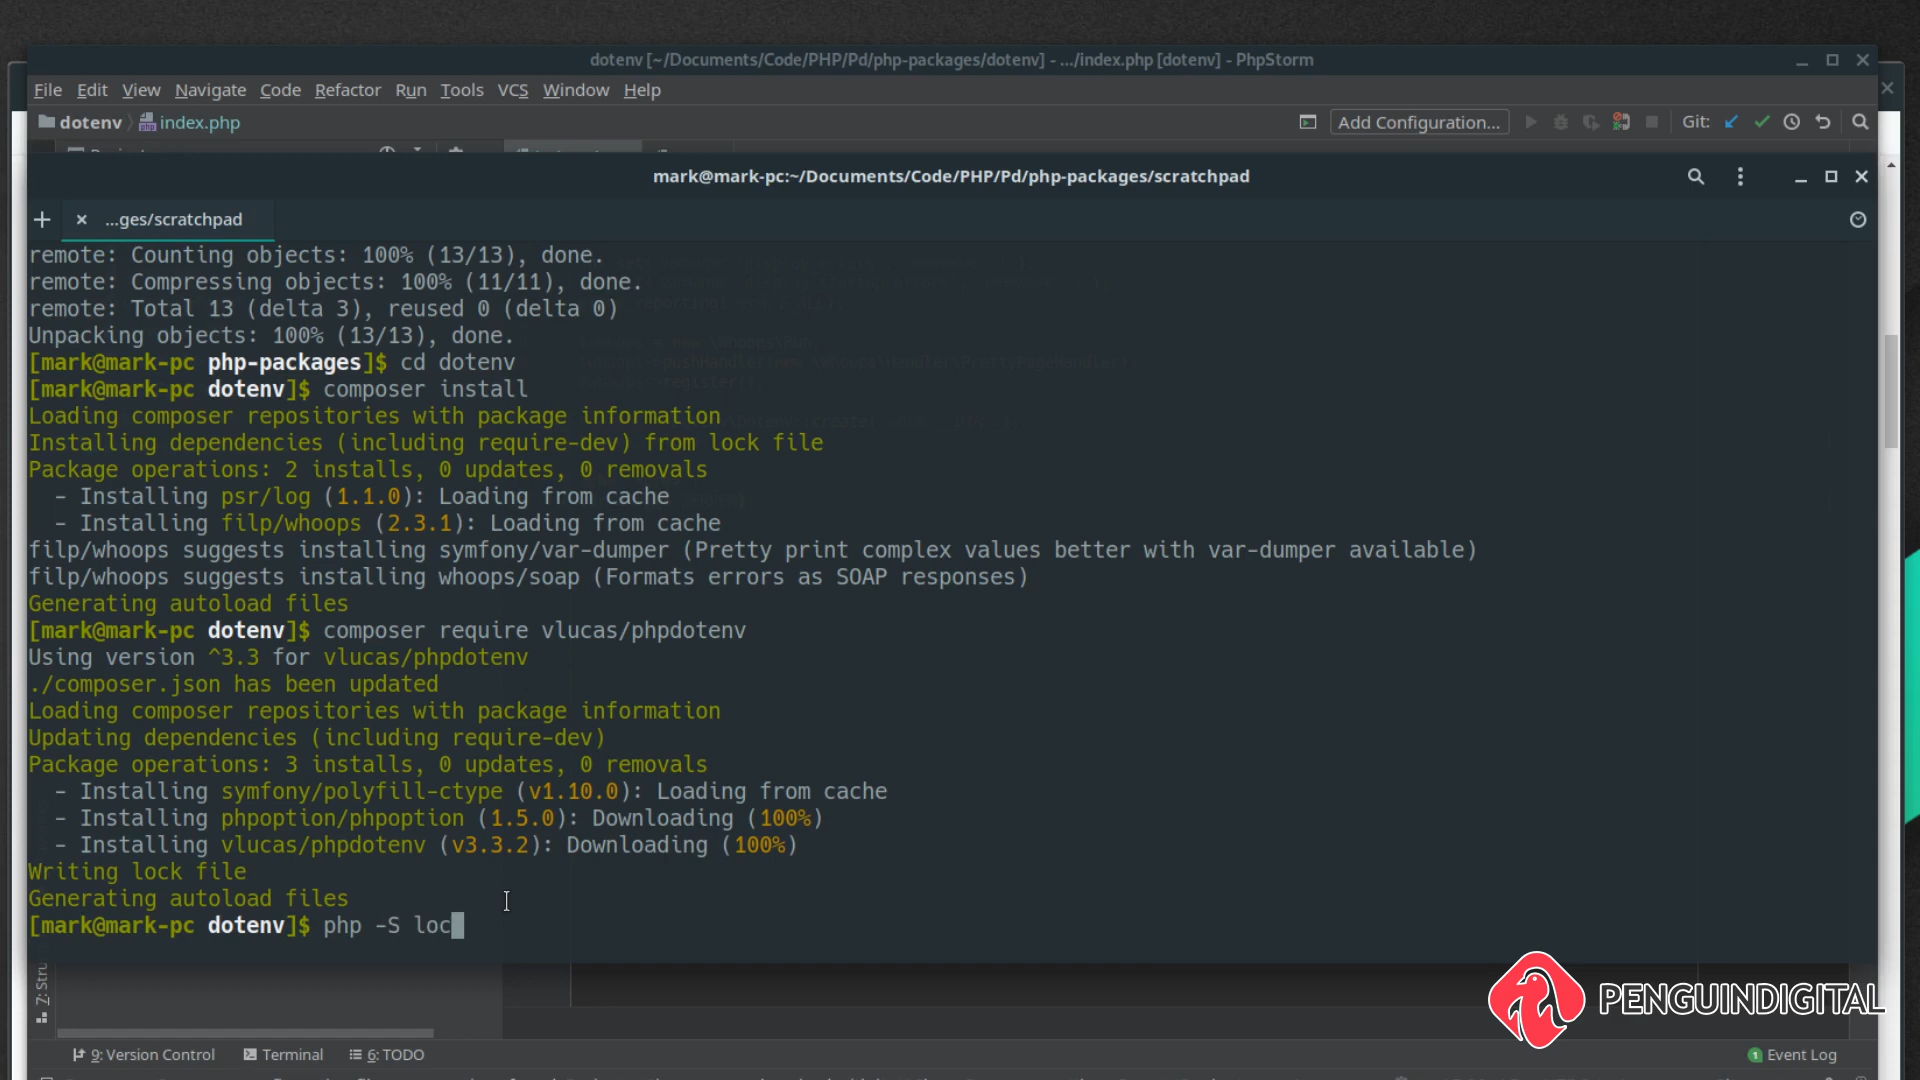 dotenv [~/Documents/Code/PHP/Pd/php-packages/dotenv] - .../index.php [dotenv] - PhpStorm
File Edit View Navigate Code Refactor Run Tools VCS Window Help
dotenv index.php Add Configuration... Git:
mark@mark-pc:~/Documents/Code/PHP/Pd/php-packages/scratchpad
...ges/scratchpad
remote: Counting objects: 100% (13/13), done.
remote: Compressing objects: 100% (11/11), done.
remote: Total 13 (delta 3), reused 0 (delta 0)
Unpacking objects: 100% (13/13), done.
[mark@mark-pc php-packages]$ cd dotenv
[mark@mark-pc dotenv]$ composer install
Loading composer repositories with package information
Installing dependencies (including require-dev) from lock file
Package operations: 2 installs, 0 updates, 0 removals
- Installing psr/log (1.1.0): Loading from cache
- Installing filp/whoops (2.3.1): Loading from cache
filp/whoops suggests installing symfony/var-dumper (Pretty print complex values better with var-dumper available)
filp/whoops suggests installing whoops/soap (Formats errors as SOAP responses)
Generating autoload files
[mark@mark-pc dotenv]$ composer require vlucas/phpdotenv
Using version ^3.3 for vlucas/phpdotenv
./composer.json has been updated
Loading composer repositories with package information
Updating dependencies (including require-dev)
Package operations: 3 installs, 0 updates, 0 removals
- Installing symfony/polyfill-ctype (v1.10.0): Loading from cache
- Installing phpoption/phpoption (1.5.0): Downloading (100%)
- Installing vlucas/phpdotenv (v3.3.2): Downloading (100%)
Writing lock file
Generating autoload files
[mark@mark-pc dotenv]$ php -S loc
Z: Stru
PENGUINDIGITAL
9: Version Control Terminal 6: TODO 1 Event Log